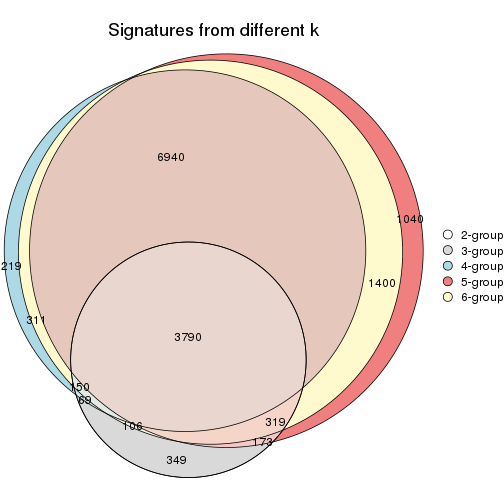 Signatures from different k
6940
1040
2-group
3-group
219
4-group
1400
5-group
6-group
311
3790
150
69
106
319
173
349